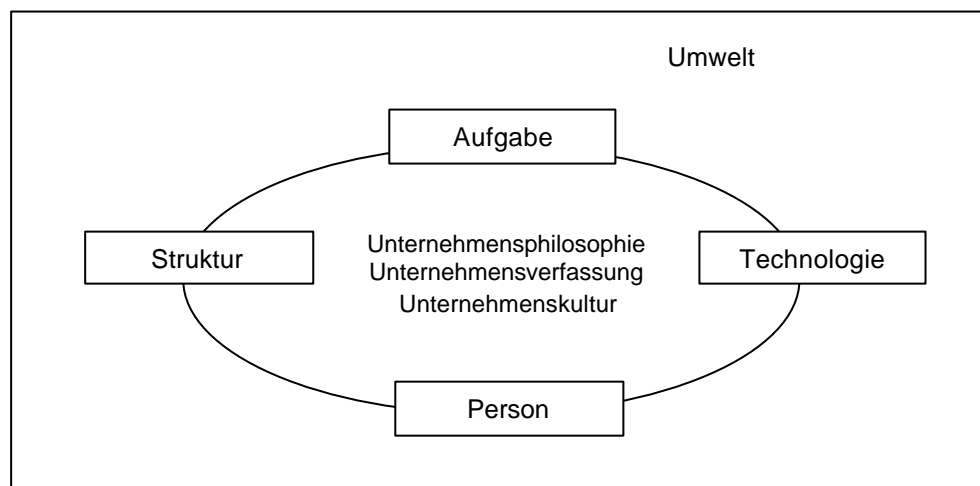 Umwelt
Aufgabe
Struktur
Unternehmensphilosophie
Unternehmensverfassung
Unternehmenskultur
Technologie
Person